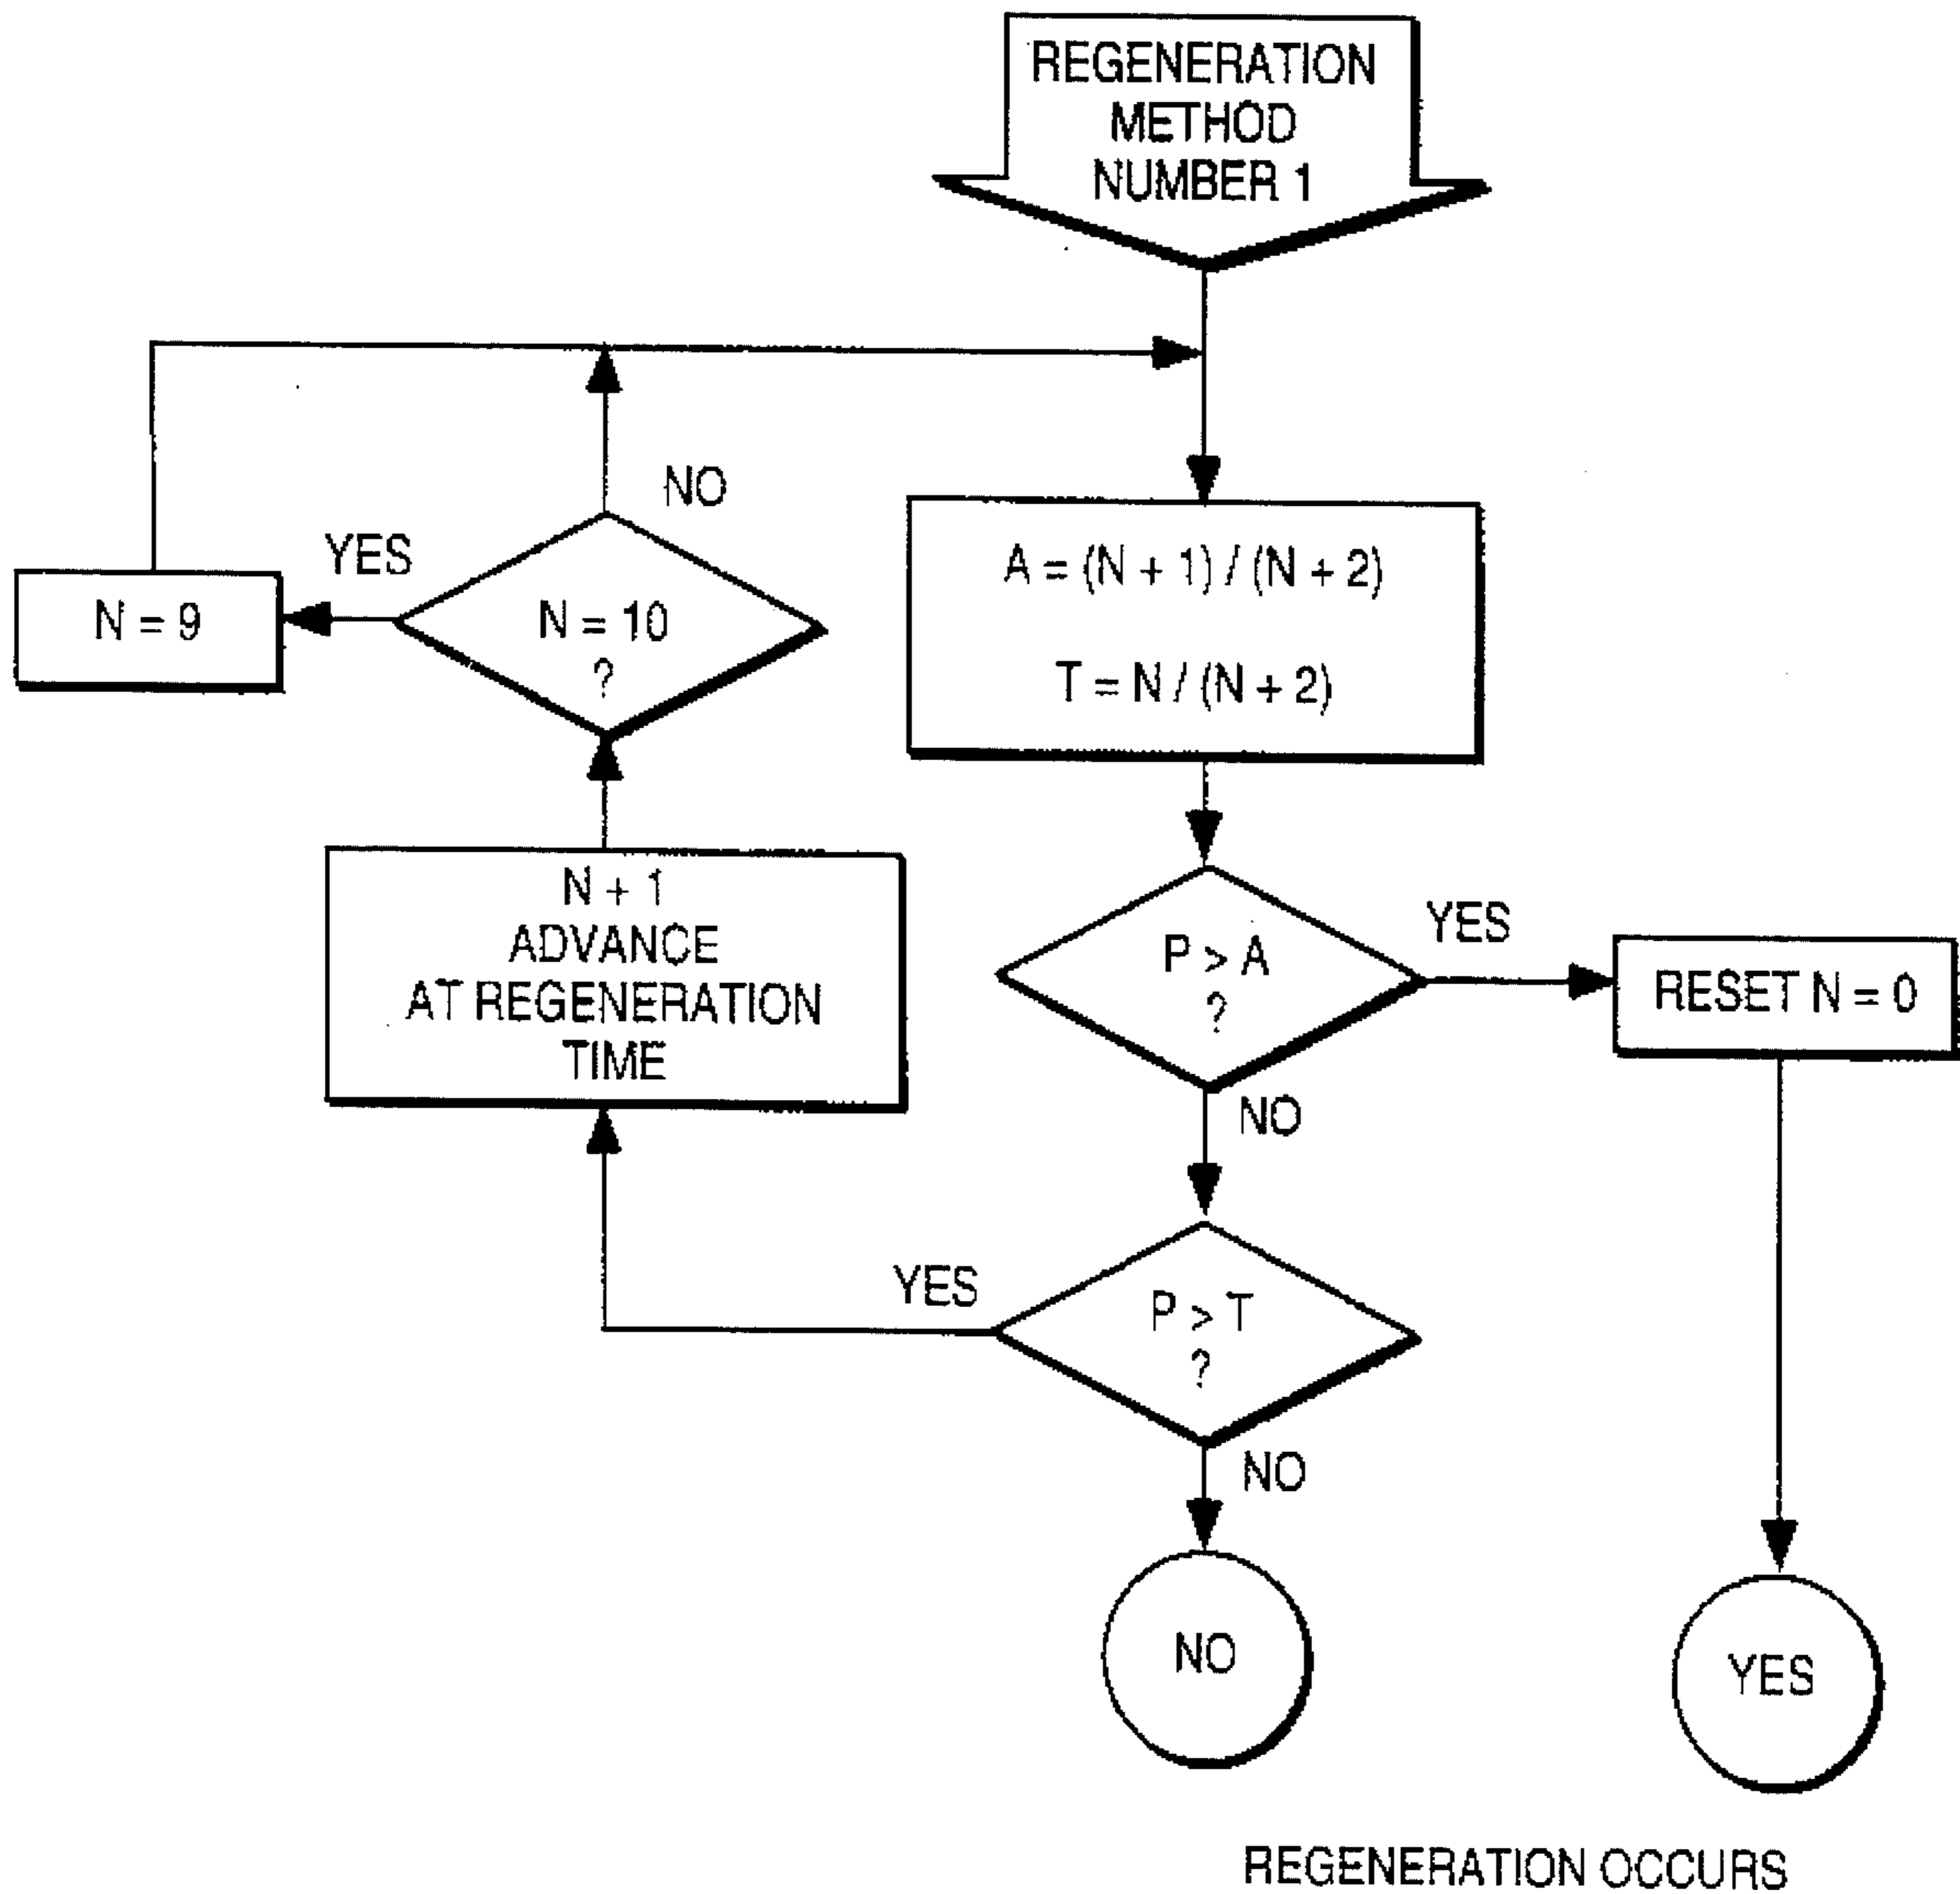 REGENERATION
METHOD
NUMBER 1
NO
YES
N = 9
N = 10
?
A = (N + 1) / (N + 2)
T = N / (N + 2)
N + 1
ADVANCE
AT REGENERATION
TIME
P > A
?
YES
RESET N = 0
NO
YES
P > T
?
NO
NO
YES
REGENERATION OCCURS